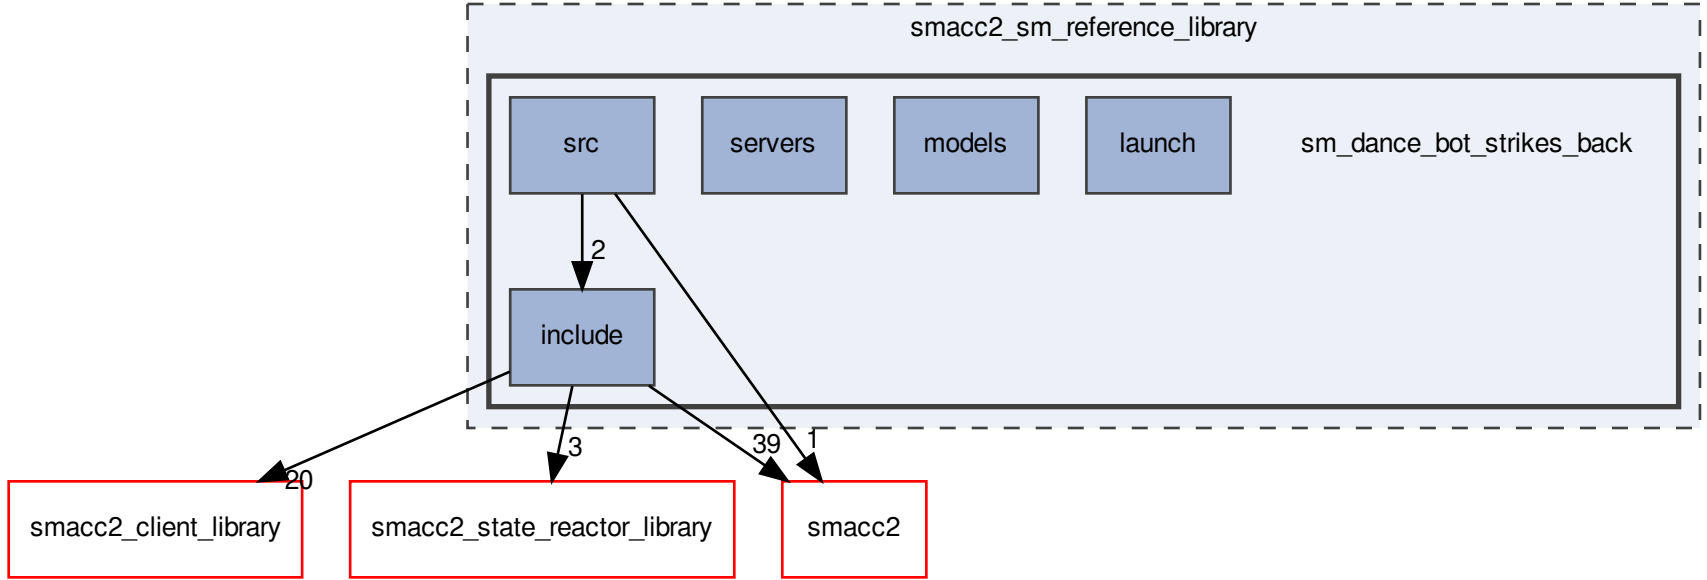 smacc2_sm_reference_library
src
servers
models
launch
sm_dance_bot_strikes_back
2
include
20
3
39
1
smacc2_client_library
smacc2_state_reactor_library
smacc2